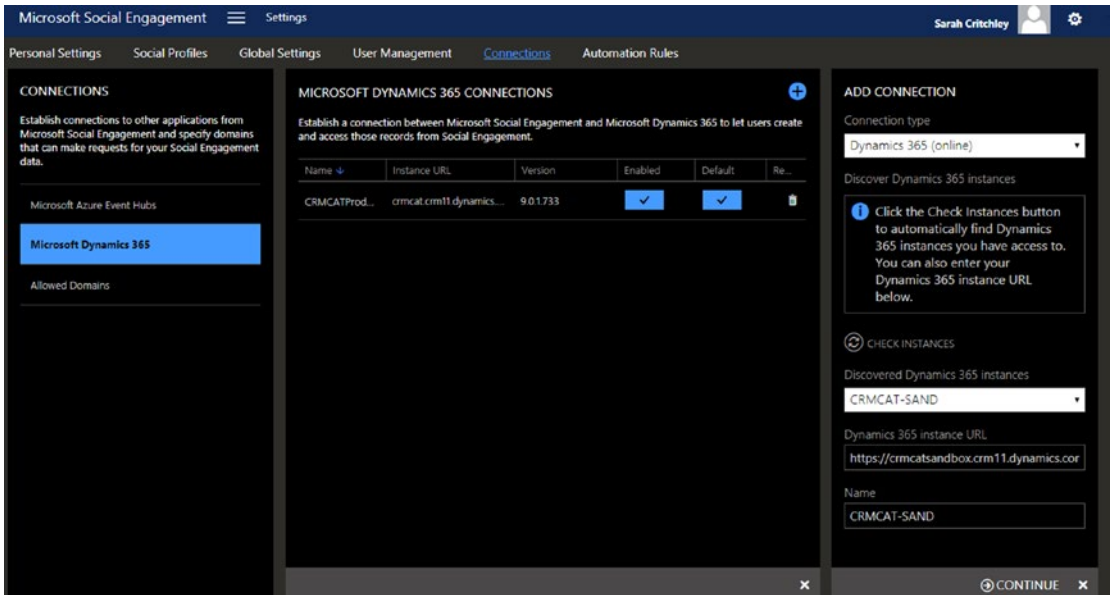 Microsoft Social Engagement
Settings
Sarah Critchley
Personal Settings
Social Profiles
Global Settings
User Management
Connections
Automation Rules
CONNECTIONS
Establish connections to other applications from
Microsoft Social Engagement and specify domains
that can make requests for your Social Engagement
data.
Microsoft Azure Event Hubs
Microsoft Dynamics 365
Allowed Domains
MICROSOFT DYNAMICS 365 CONNECTIONS
Establish a connection between Microsoft Social Engagement and Microsoft Dynamics 365 to let users create
and access those records from Social Engagement.
Name
Instance URL
Version
Enabled
Default
Re...
CRMCATProd...
crmcat.crm11.dynamics....
9.0.1.733
ADD CONNECTION
Connection type
Dynamics 365 (online)
Discover Dynamics 365 instances
Click the Check Instances button
to automatically find Dynamics
365 instances you have access to.
You can also enter your
Dynamics 365 instance URL
below.
CHECK INSTANCES
Discovered Dynamics 365 instances
CRMCAT-SAND
Dynamics 365 instance URL
https://crmcatsandbox.crm11.dynamics.cor
Name
CRMCAT-SAND
CONTINUE